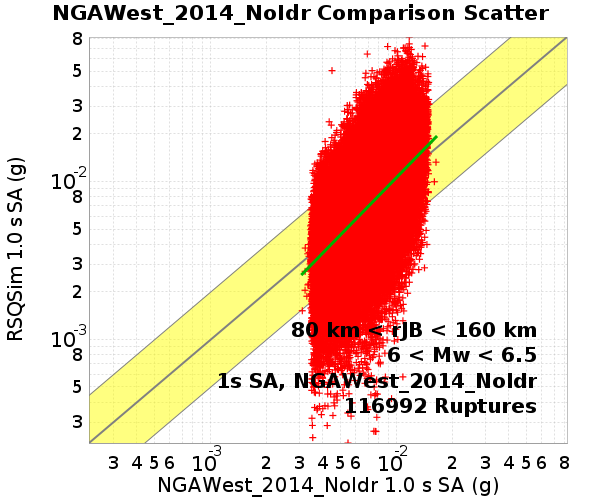 NGAWest_2014_NoIdr Comparison Scatter
8
5
3
2
10-2
8
5
3
2
10-3
8
5
3
RSQSim 1.0 s SA (g)
80 km < rJB < 160 km
6 < Mw < 6.5
1s SA, NGAWest_2014_NoIdr
116992 Ruptures
3 4 5 6 10-3 2 3 4 5 6 10-2 2 3 4 5 6 8
NGAWest_2014_NoIdr 1.0 s SA (g)